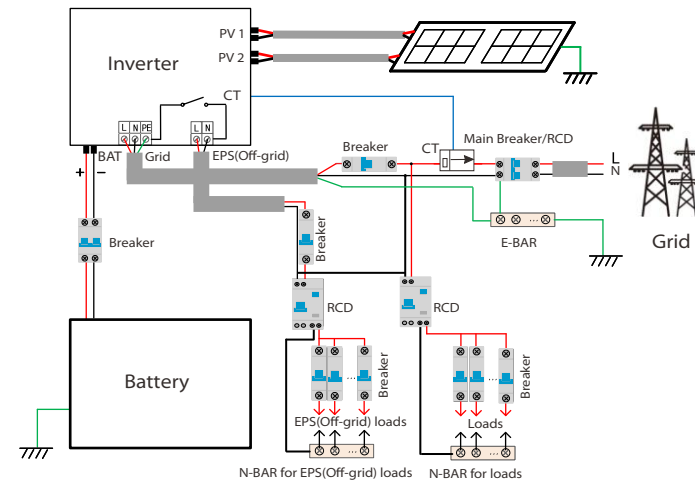 PV 1
PV 2
Inverter
CT
L N PE
L N
BAT
Grid
EPS(Off-grid)
+
−
Breaker
CT
Main Breaker/RCD
L
N
Grid
E-BAR
Breaker
Breaker
RCD
RCD
Battery
...
Breaker
...
Breaker
EPS(Off-grid) loads
Loads
...
...
...
N-BAR for EPS(Off-grid) loads
N-BAR for loads